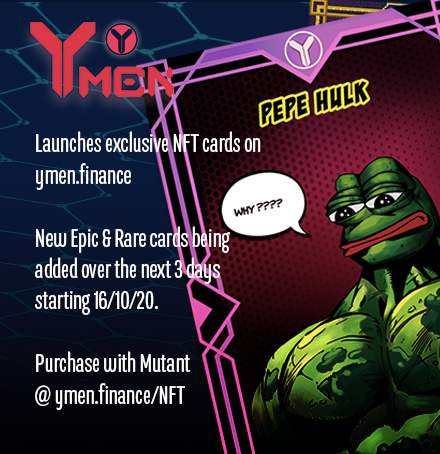 YMEN
PEPE HULK
Launches exclusive NFT cards on
ymen.finance
WHY ????
New Epic & Rare cards being
added over the next 3 days
starting 16/10/20.
Purchase with Mutant
@ ymen.finance/NFT